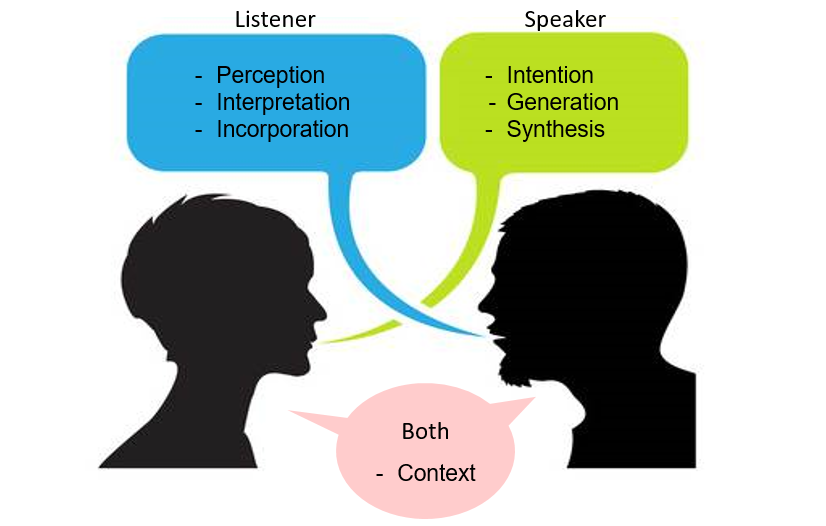 Listener
- Perception
- Interpretation
- Incorporation
Speaker
- Intention
- Generation
- Synthesis
Both
- Context